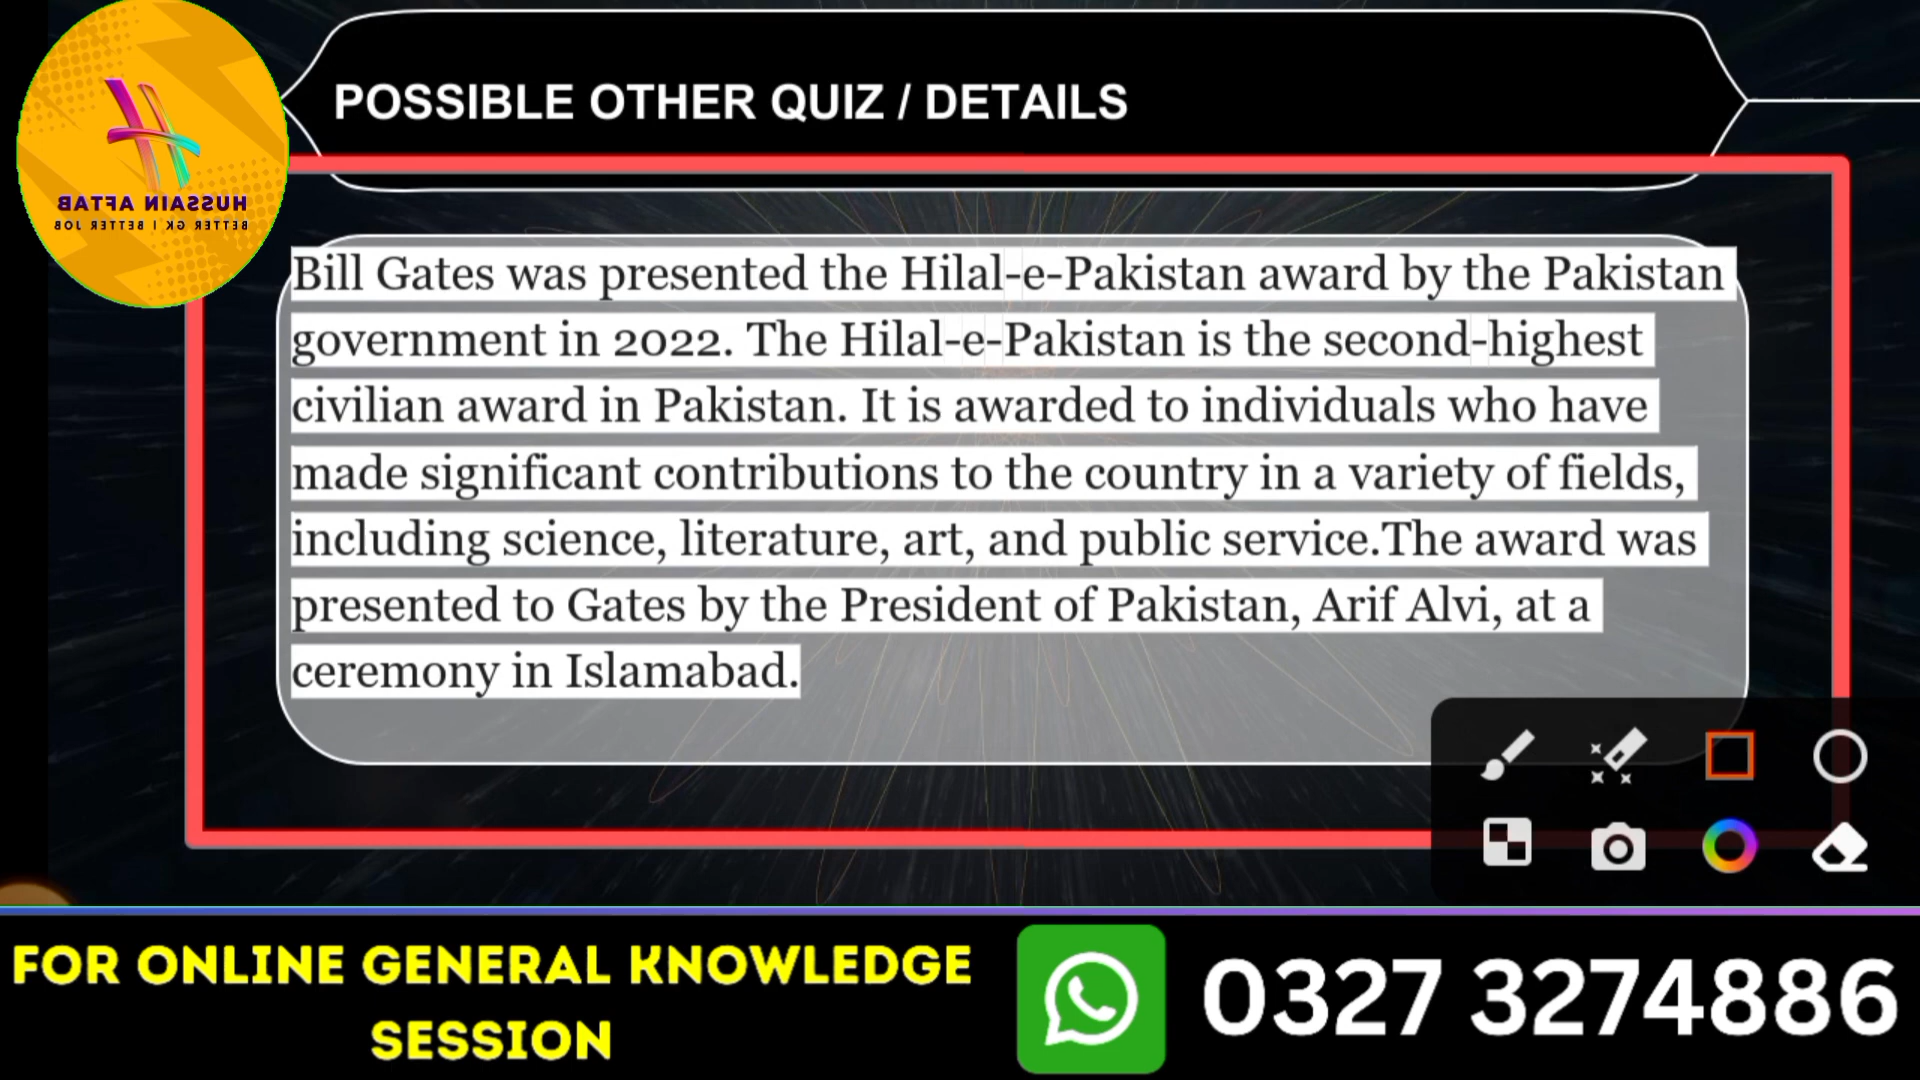 POSSIBLE OTHER QUIZ / DETAILS
HUSSAIN AFTAB
BETTER GK | BETTER JOB
Bill Gates was presented the Hilal-e-Pakistan award by the Pakistan
government in 2022. The Hilal-e-Pakistan is the second-highest
civilian award in Pakistan. It is awarded to individuals who have
made significant contributions to the country in a variety of fields,
including science, literature, art, and public service.The award was
presented to Gates by the President of Pakistan, Arif Alvi, at a
ceremony in Islamabad.
FOR ONLINE GENERAL KNOWLEDGE
SESSION
0327 3274886